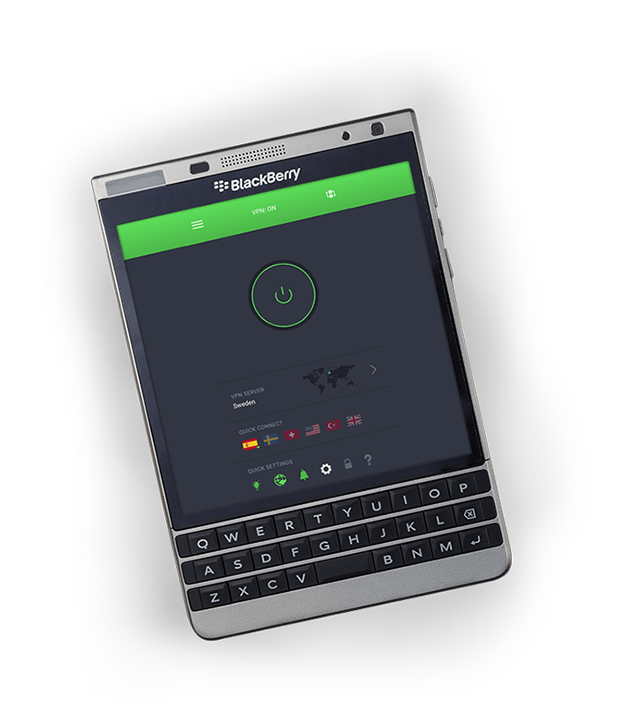 BlackBerry
VPN: ON
VPN SERVER
Sweden
QUICK CONNECT
QUICK SETTINGS
Q W E R T Y U I O P
A S D F G H J K L
Z X C V B N M